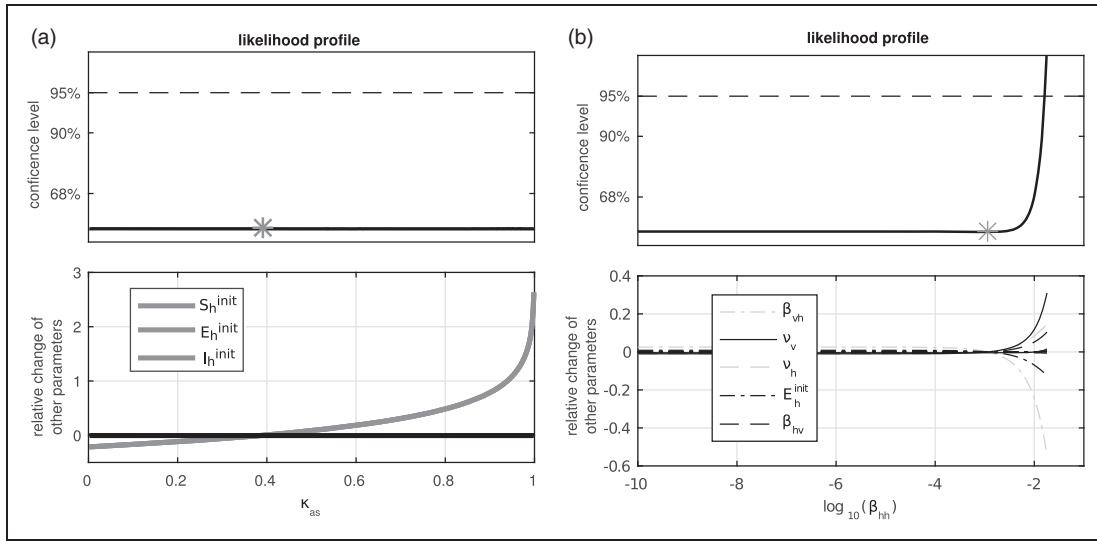 (a)
likelihood profile
conficence level
95%
90%
68%
relative change of
other parameters
3
2
1
0
S_h^init
E_h^init
I_h^init
0
0.2
0.4
0.6
0.8
1
κ_as
(b)
likelihood profile
conficence level
95%
90%
68%
relative change of
other parameters
0.4
0.2
0
-0.2
-0.4
-0.6
β_vh
ν_v
ν_h
E_h^init
β_hv
-10
-8
-6
-4
-2
0
log_10(β_hh)